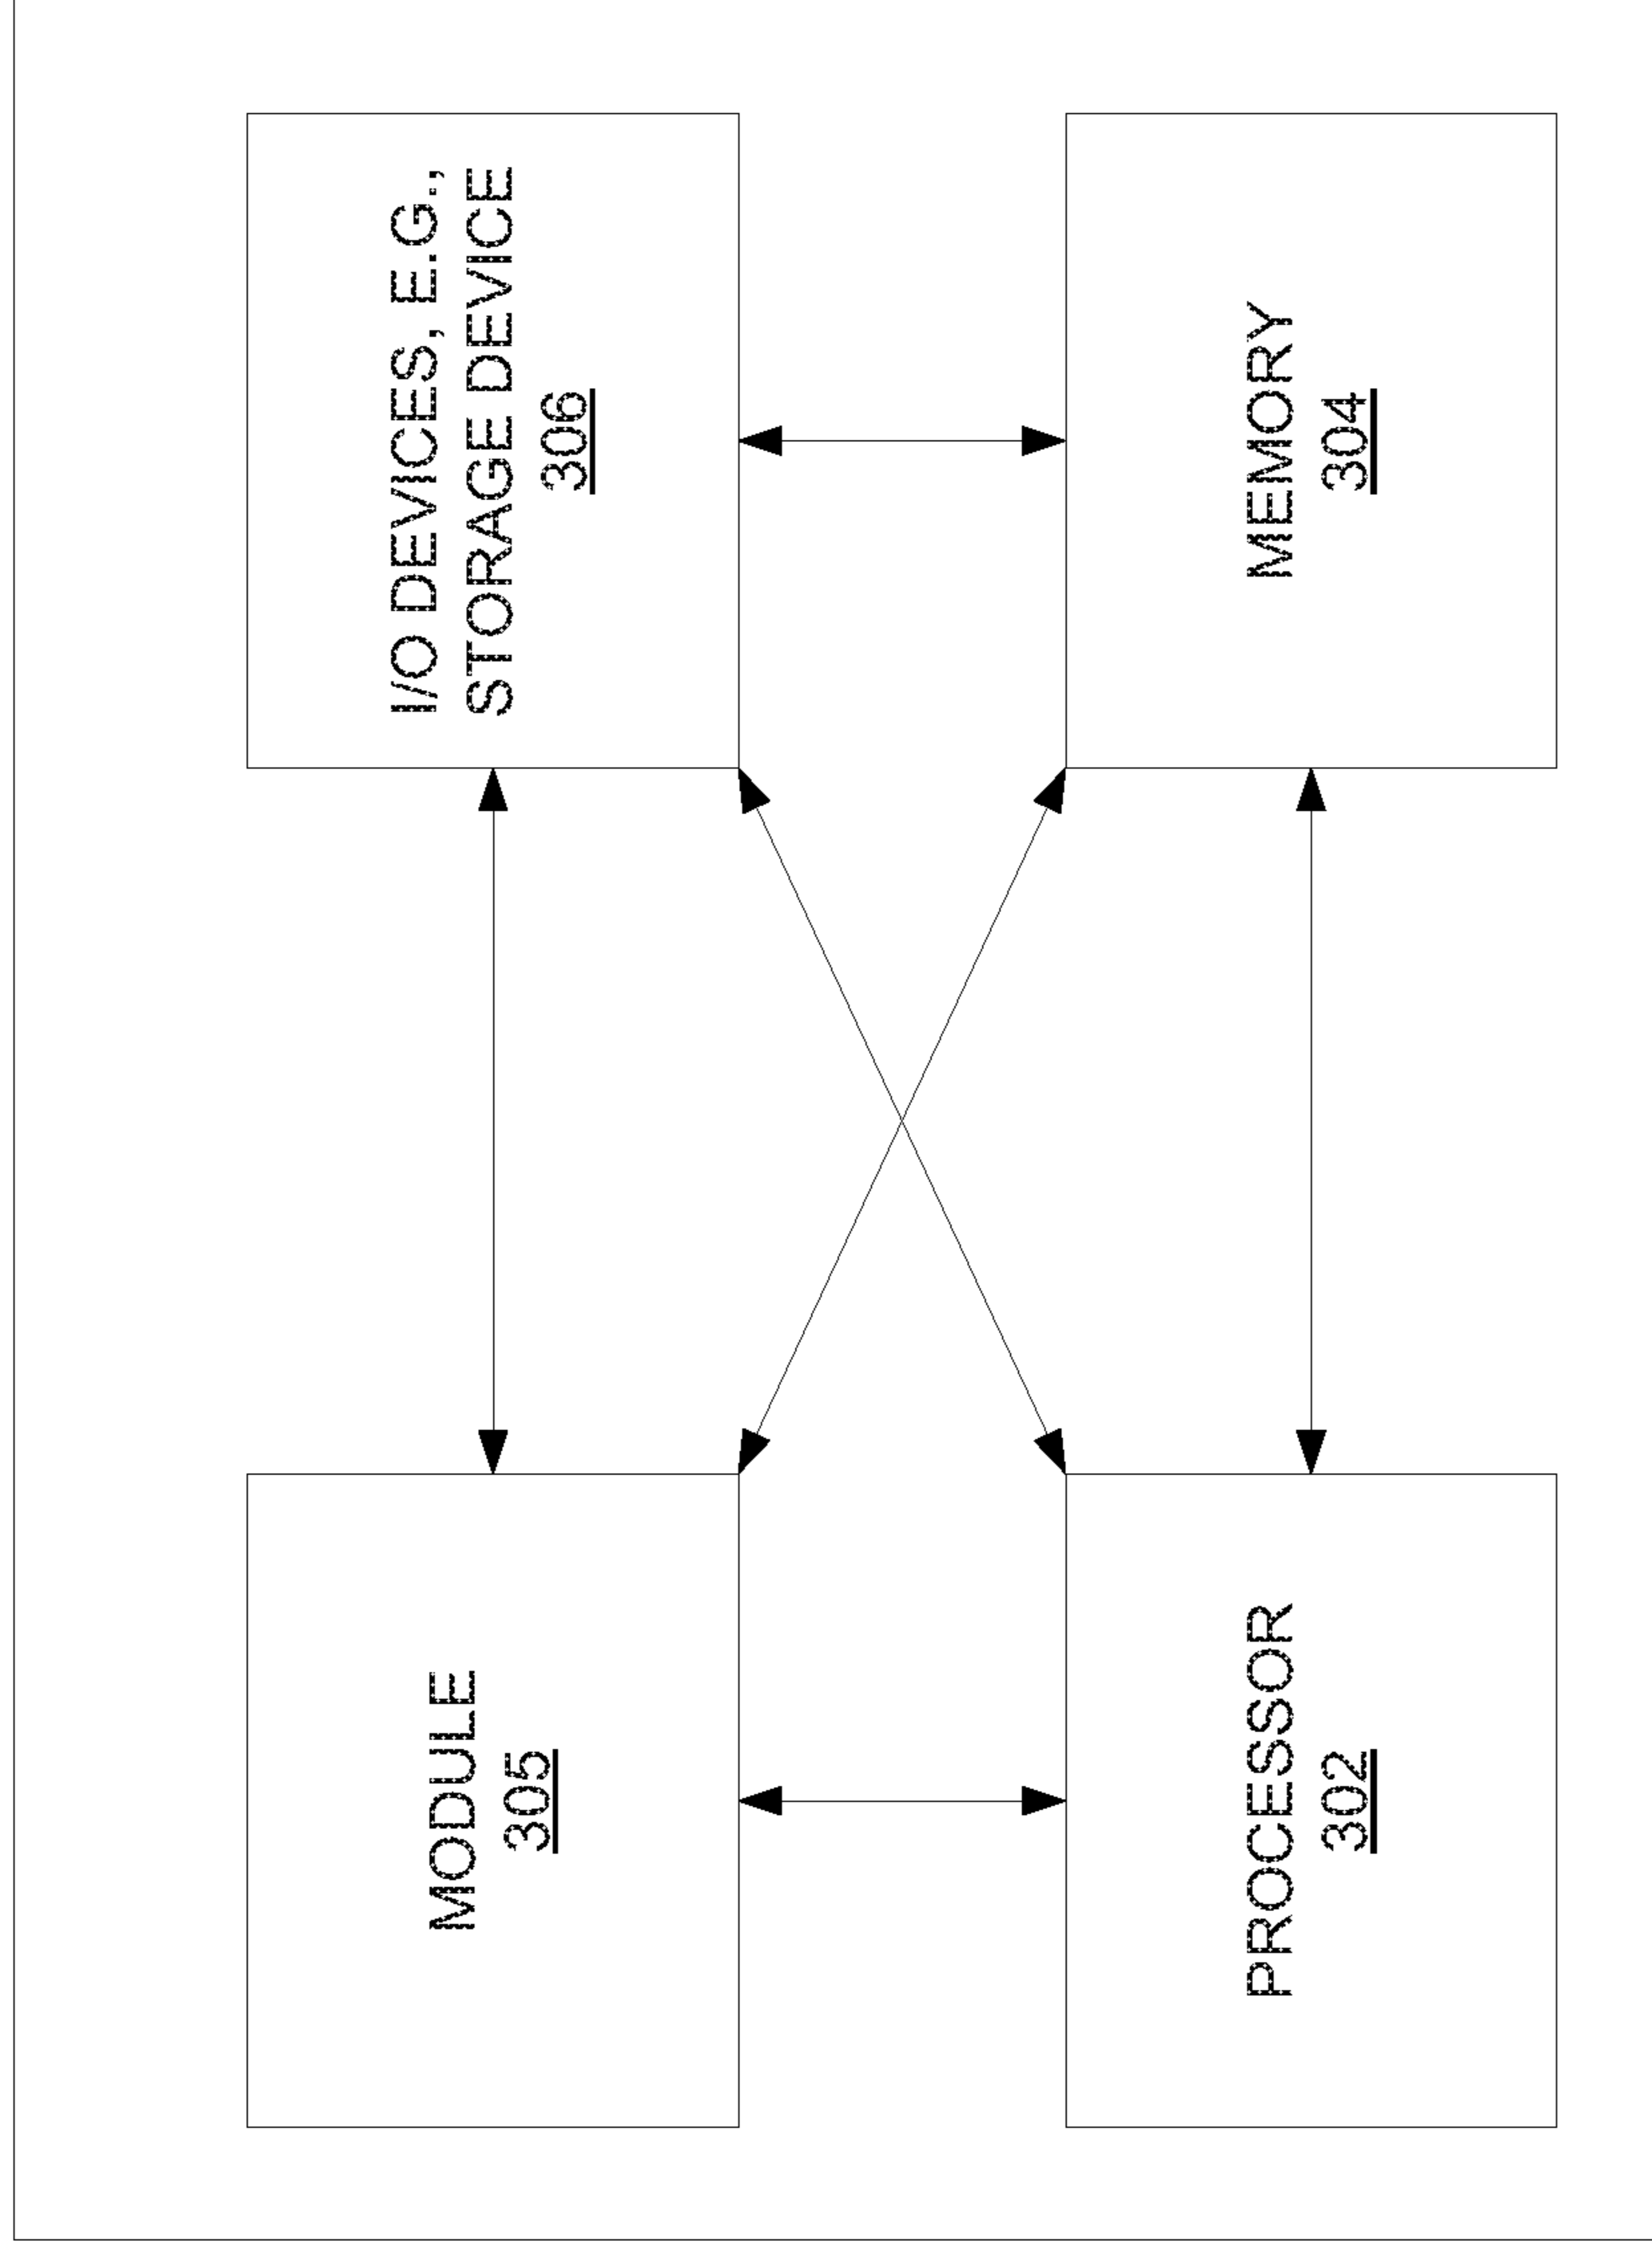 MODULE
305
I/O DEVICES, E.G.,
STORAGE DEVICE
306
PROCESSOR
302
MEMORY
304